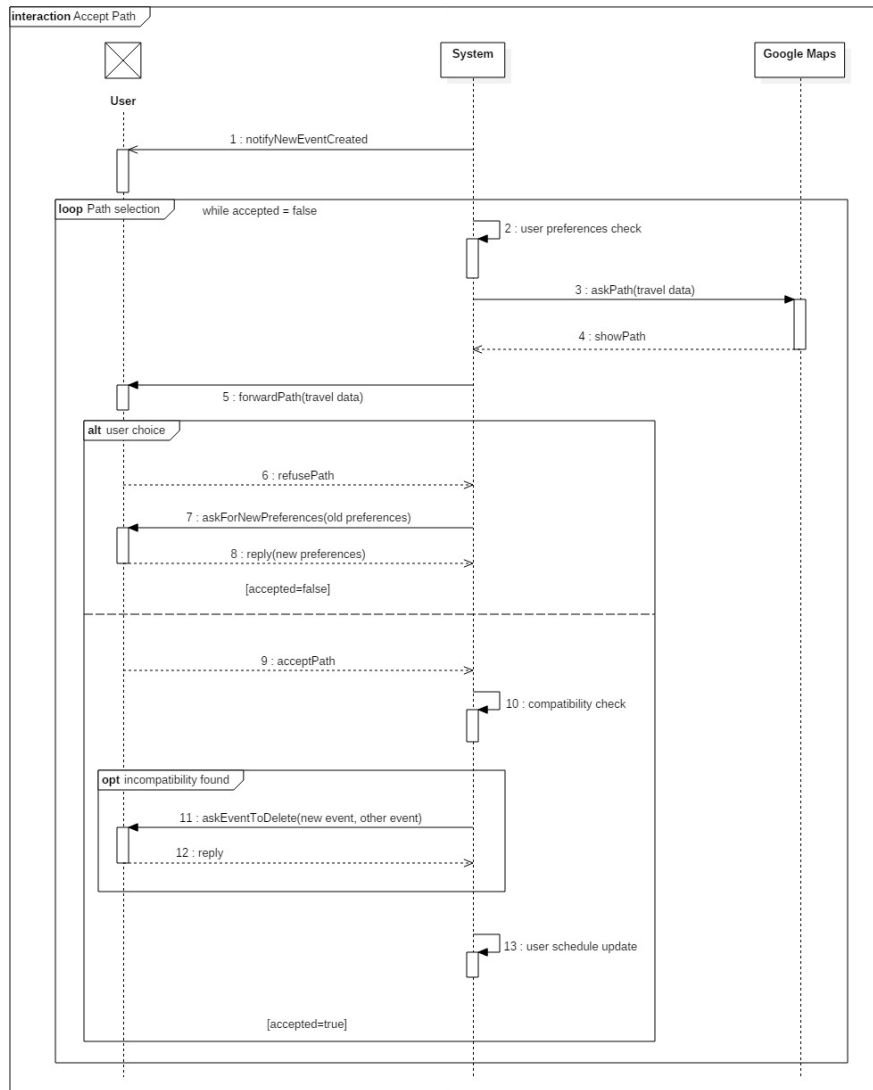 interaction Accept Path
System
Google Maps
User
1 : notifyNewEventCreated
loop Path selection
while accepted = false
2 : user preferences check
3 : askPath(travel data)
4 : showPath
5 : forwardPath(travel data)
alt user choice
6 : refusePath
7 : askForNewPreferences(old preferences)
8 : reply(new preferences)
[accepted=false]
9 : acceptPath
10 : compatibility check
opt incompatibility found
11 : askEventToDelete(new event, other event)
12 : reply
13 : user schedule update
[accepted=true]